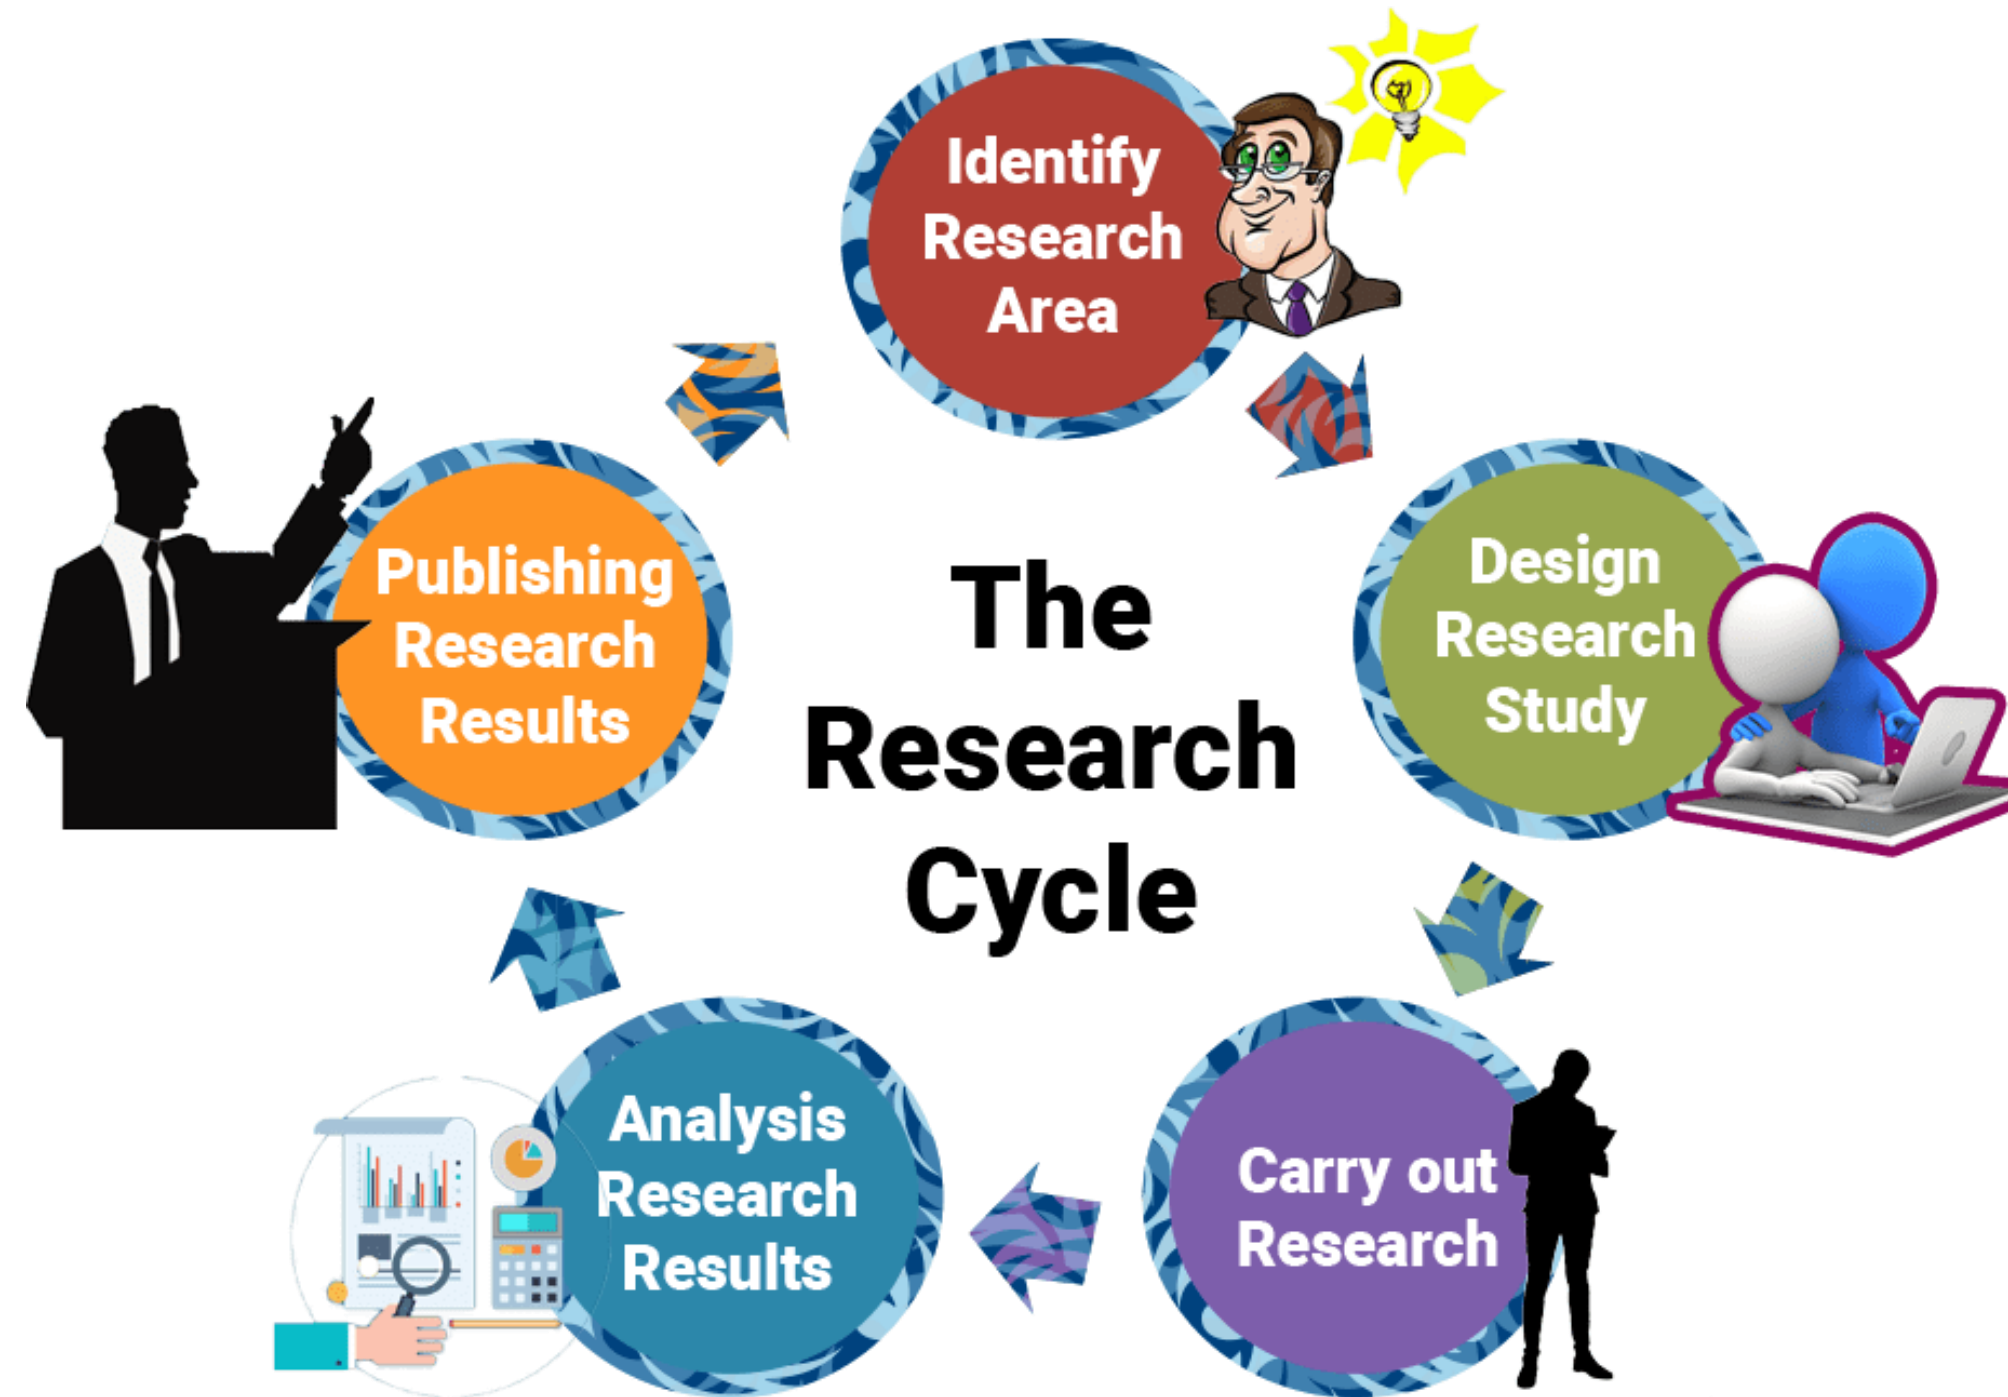 Identify
Research
Area
Design
Research
Study
Carry out
Research
Analysis
Research
Results
Publishing
Research
Results
The
Research
Cycle